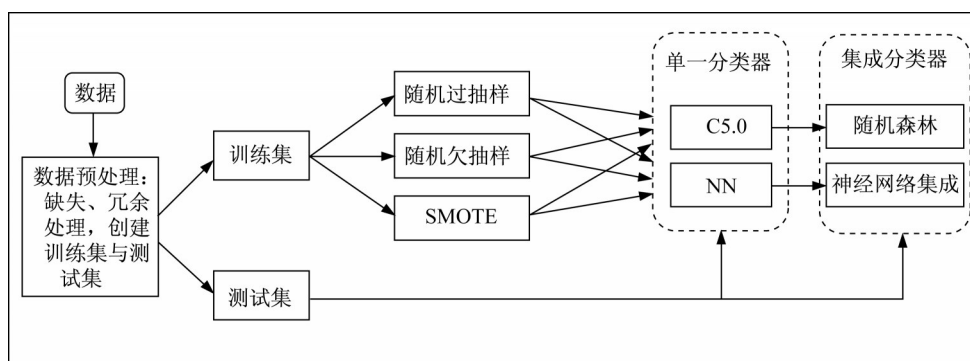 数据
数据预处理：
缺失、冗余
处理，创建
训练集与测
试集
训练集
测试集
随机过抽样
随机欠抽样
SMOTE
单一分类器
C5.0
NN
集成分类器
随机森林
神经网络集成